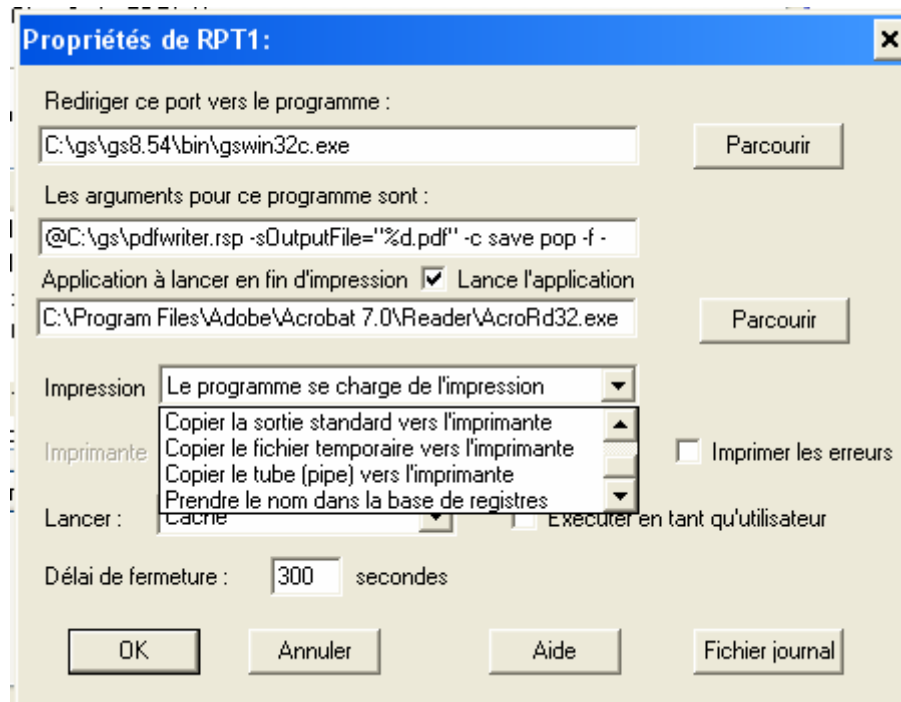 Propriétés de RPT1:
Rediriger ce port vers le programme :
C:\gs\gs8.54\bin\gswin32c.exe
Parcourir
Les arguments pour ce programme sont :
@C:\gs\pdfwriter.rsp -sOutputFile="%d.pdf" -c save pop -f -
Application à lancer en fin d'impression Lance l'application
C:\Program Files\Adobe\Acrobat 7.0\Reader\AcroRd32.exe
Parcourir
Impression Le programme se charge de l'impression
Copier la sortie standard vers l'imprimante
Copier le fichier temporaire vers l'imprimante
Copier le tube (pipe) vers l'imprimante
Prendre le nom dans la base de registres
Imprimante
Imprimer les erreurs
Lancer : Caché
Exécuter en tant qu'utilisateur
Délai de fermeture : 300 secondes
OK Annuler Aide Fichier journal